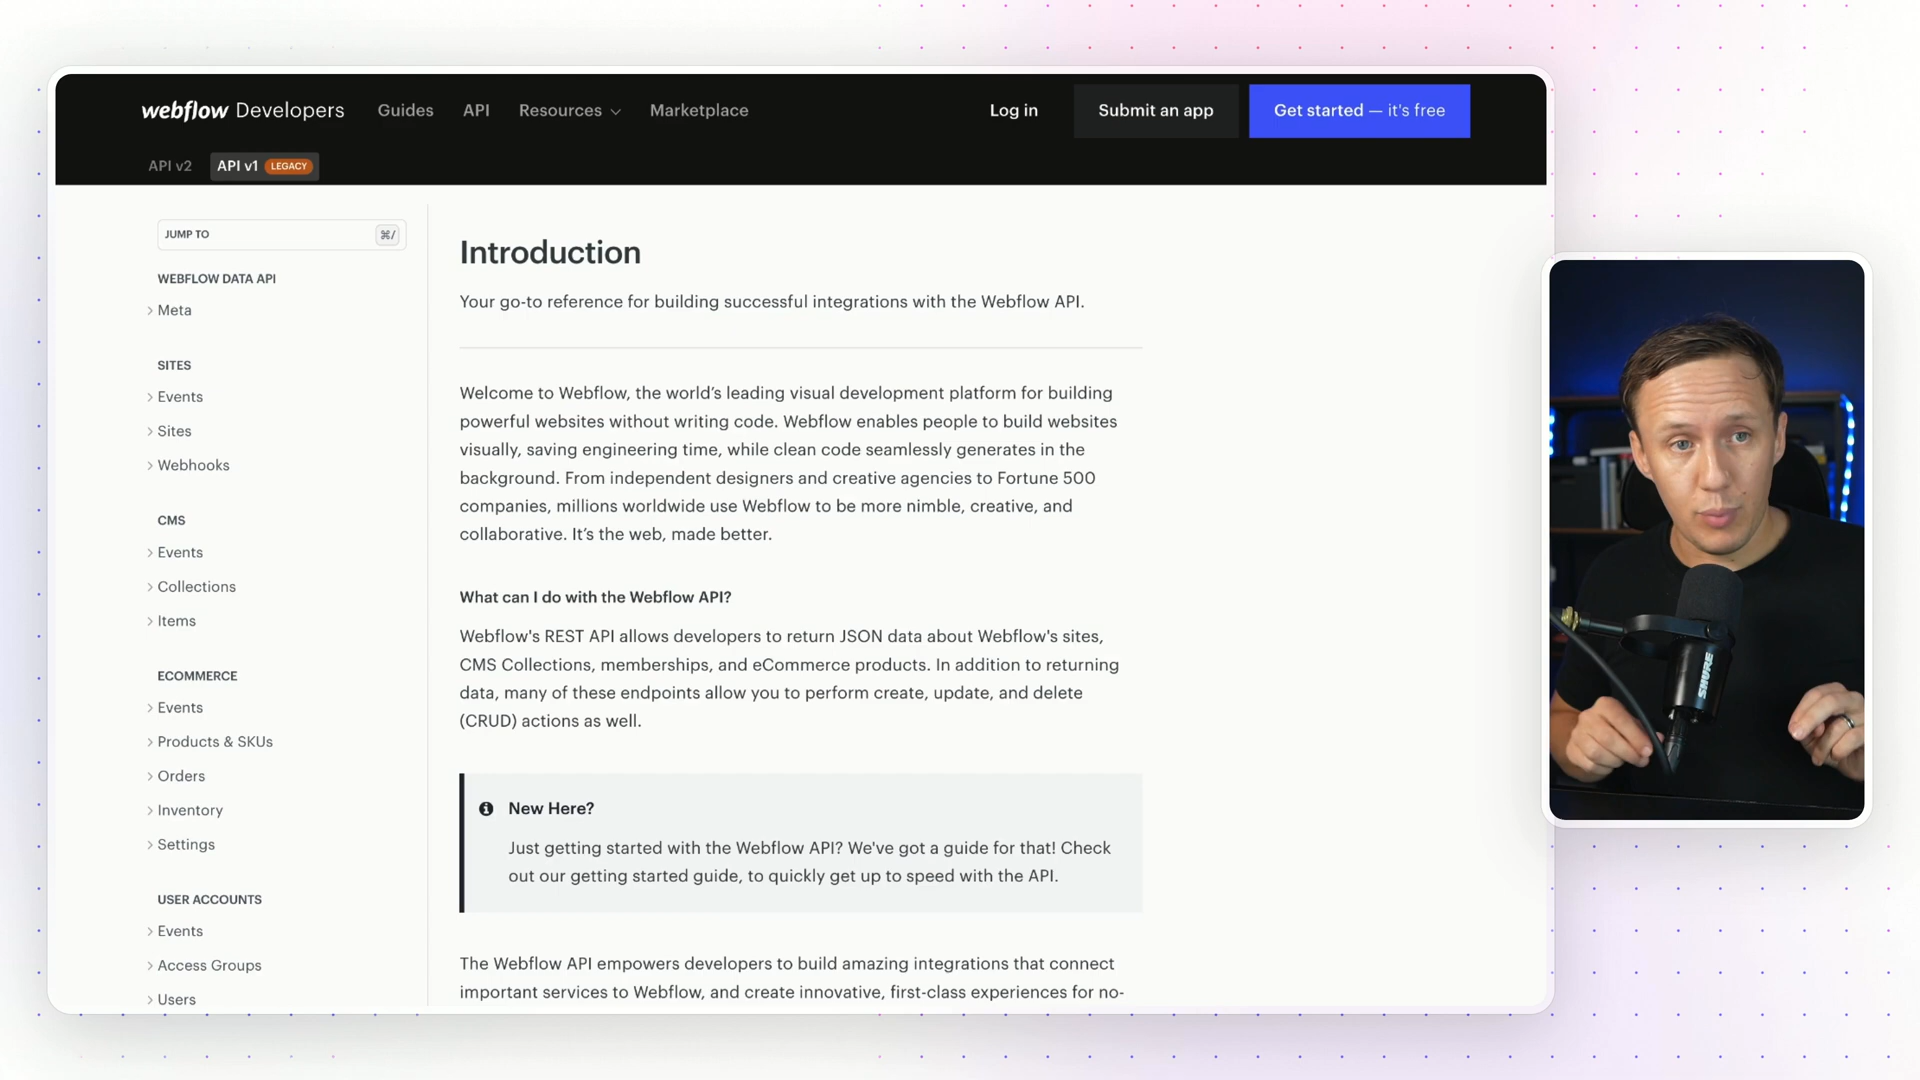 webflow Developers
Guides
API
Resources
Marketplace
Log in
Submit an app
Get started — it's free
API v2
API v1 LEGACY
JUMP TO
⌘/
WEBFLOW DATA API
Meta
SITES
Events
Sites
Webhooks
CMS
Events
Collections
Items
ECOMMERCE
Events
Products & SKUs
Orders
Inventory
Settings
USER ACCOUNTS
Events
Access Groups
Users
Introduction
Your go-to reference for building successful integrations with the Webflow API.
Welcome to Webflow, the world’s leading visual development platform for building
powerful websites without writing code. Webflow enables people to build websites
visually, saving engineering time, while clean code seamlessly generates in the
background. From independent designers and creative agencies to Fortune 500
companies, millions worldwide use Webflow to be more nimble, creative, and
collaborative. It’s the web, made better.
What can I do with the Webflow API?
Webflow's REST API allows developers to return JSON data about Webflow's sites,
CMS Collections, memberships, and eCommerce products. In addition to returning
data, many of these endpoints allow you to perform create, update, and delete
(CRUD) actions as well.
New Here?
Just getting started with the Webflow API? We've got a guide for that! Check
out our getting started guide, to quickly get up to speed with the API.
The Webflow API empowers developers to build amazing integrations that connect
important services to Webflow, and create innovative, first-class experiences for no-
SHURE